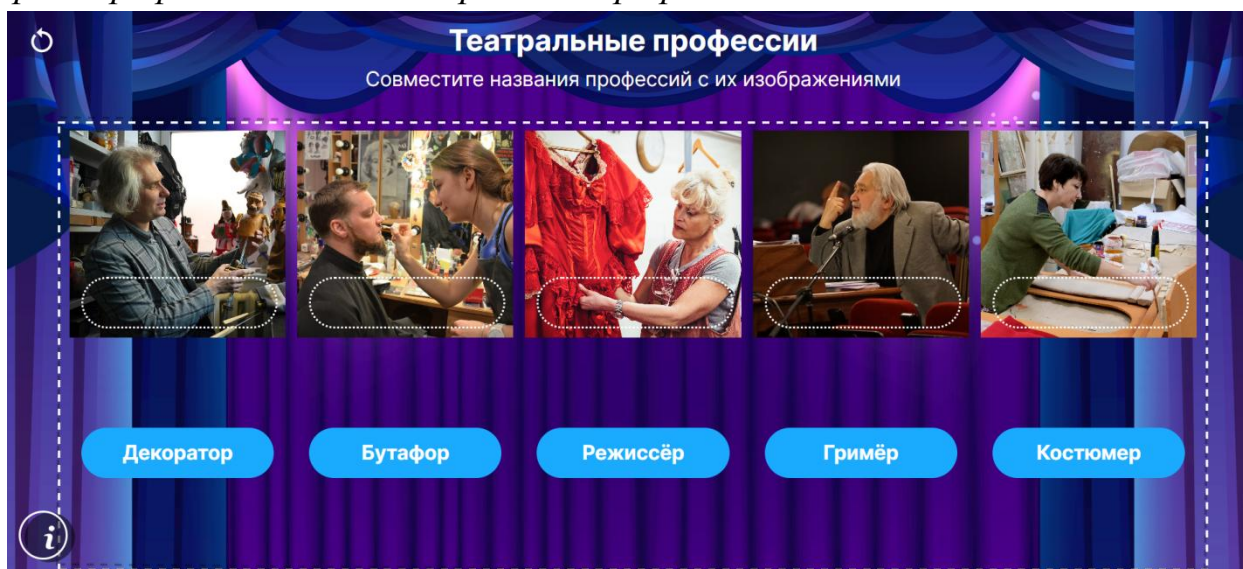 Театральные профессии
Совместите названия профессий с их изображениями
Декоратор
Бутафор
Режиссёр
Гримёр
Костюмер
i